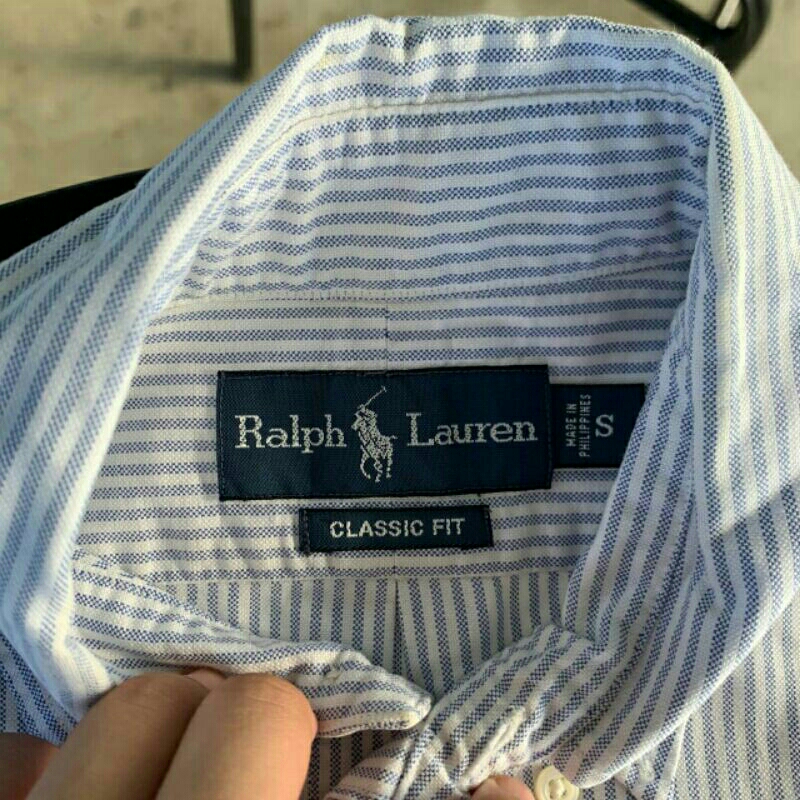 Ralph Lauren
MADE IN
PHILIPPINES
S
CLASSIC FIT